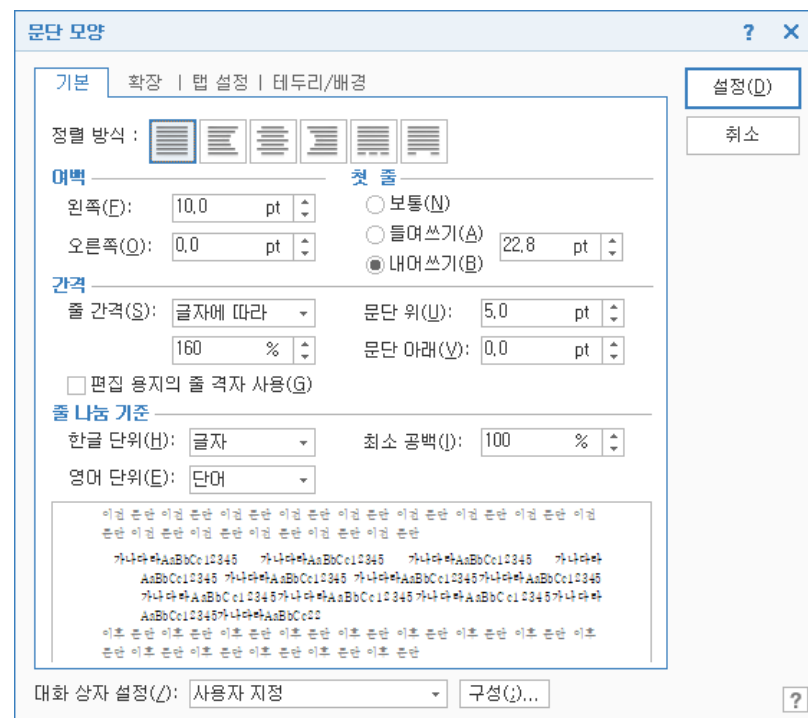 문단 모양 ? ×
기본 확장 | 탭 설정 | 테두리/배경
설정(D)
취소
정렬 방식 :
여백
첫 줄
왼쪽(F): 10,0 pt
보통(N)
오른쪽(O): 0,0 pt
들여쓰기(A)
22,8 pt
내어쓰기(B)
간격
줄 간격(S): 글자에 따라
문단 위(U): 5,0 pt
160 %
문단 아래(V): 0,0 pt
편집 용지의 줄 격자 사용(G)
줄 나눔 기준
한글 단위(H): 글자
최소 공백(I): 100 %
영어 단위(E): 단어
이전 문단 이전 문단 이전 문단 이전 문단 이전 문단 이전 문단 이전 문단 이전 문단 이전
문단 이전 문단 이전 문단 이전 문단 이전 문단 이전 문단
가나다라AaBbCc12345 가나다라AaBbCc12345 가나다라AaBbCc12345 가나다라
AaBbCc12345 가나다라AaBbCc12345 가나다라AaBbCc12345가나다라AaBbCc12345
가나다라AaBbCc12345가나다라AaBbCc12345가나다라AaBbCc12345가나다라
AaBbCc12345가나다라AaBbCc
이후 문단 이후 문단 이후 문단 이후 문단 이후 문단 이후 문단 이후 문단 이후 문단 이후
문단 이후 문단 이후 문단 이후 문단 이후 문단 이후 문단
대화 상자 설정(/): 사용자 지정
구성(;)...
?